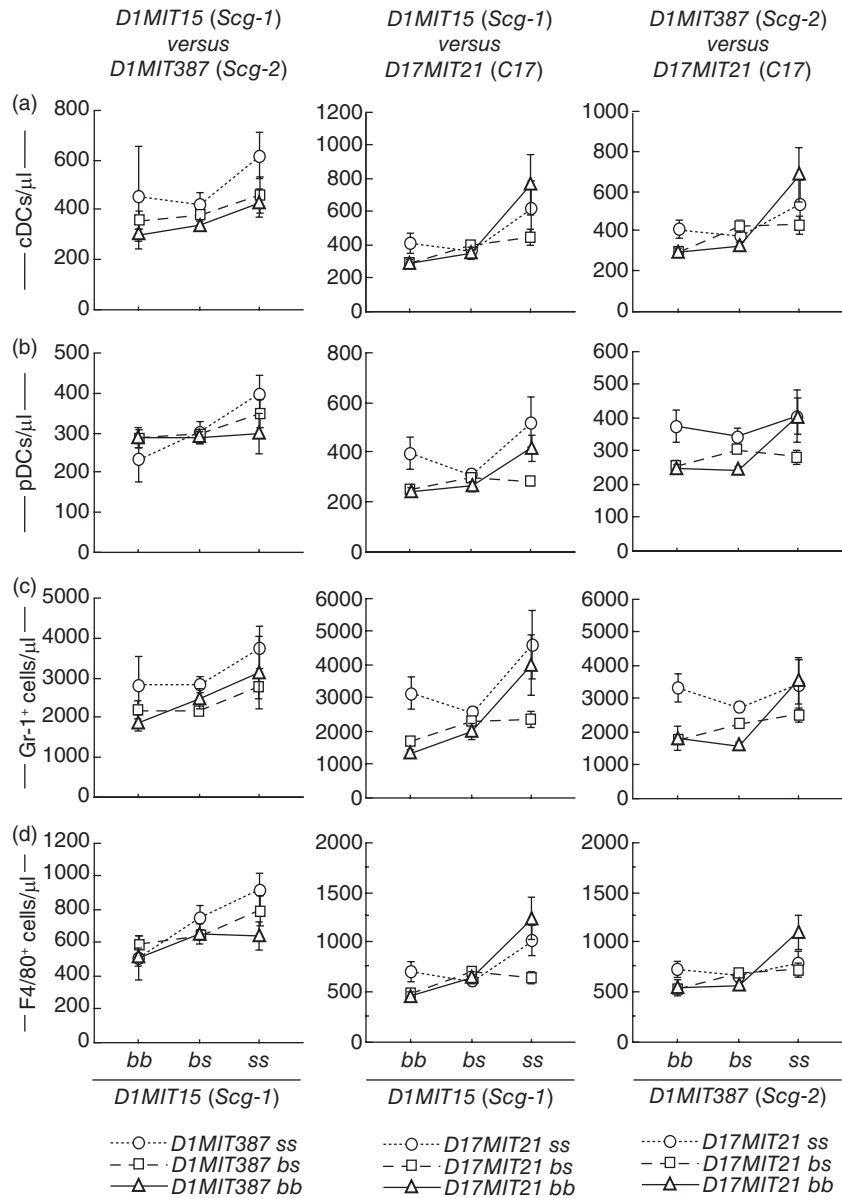 D1MIT15 (Scg-1)
versus
D1MIT387 (Scg-2)
D1MIT15 (Scg-1)
versus
D17MIT21 (C17)
D1MIT387 (Scg-2)
versus
D17MIT21 (C17)
(a)
cDCs/µl
800
600
400
200
0
1200
1000
800
600
400
200
0
1000
800
600
400
200
0
(b)
pDCs/µl
500
400
300
200
100
0
800
600
400
200
0
600
500
400
300
200
100
0
(c)
Gr-1+ cells/µl
5000
4000
3000
2000
1000
0
6000
5000
4000
3000
2000
1000
0
6000
5000
4000
3000
2000
1000
0
(d)
F4/80+ cells/µl
1200
1000
800
600
400
200
0
2000
1500
1000
500
0
2000
1500
1000
500
0
bb bs ss
bb bs ss
bb bs ss
D1MIT15 (Scg-1)
D1MIT15 (Scg-1)
D1MIT387 (Scg-2)
D1MIT387 ss
D1MIT387 bs
D1MIT387 bb
D17MIT21 ss
D17MIT21 bs
D17MIT21 bb
D17MIT21 ss
D17MIT21 bs
D17MIT21 bb